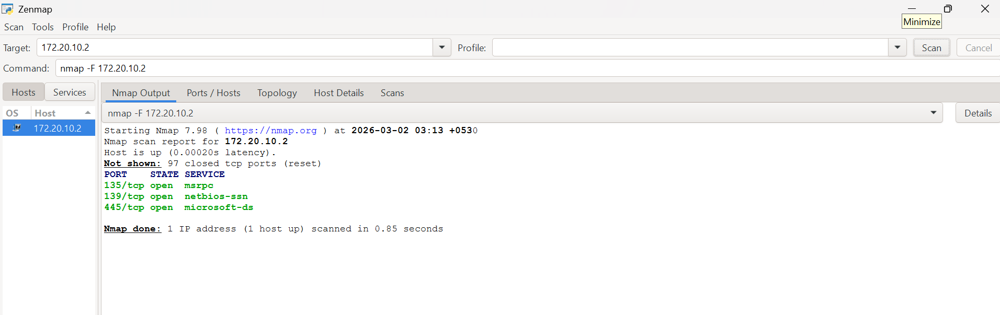 Zenmap
Minimize
Scan Tools Profile Help
Target: 172.20.10.2 Profile: Scan Cancel
Command: nmap -F 172.20.10.2
Hosts Services
Nmap Output Ports / Hosts Topology Host Details Scans
OS Host
172.20.10.2
nmap -F 172.20.10.2 Details
Starting Nmap 7.98 ( https://nmap.org ) at 2026-03-02 03:13 +0530
Nmap scan report for 172.20.10.2
Host is up (0.00020s latency).
Not shown: 97 closed tcp ports (reset)
PORT STATE SERVICE
135/tcp open msrpc
139/tcp open netbios-ssn
445/tcp open microsoft-ds
Nmap done: 1 IP address (1 host up) scanned in 0.85 seconds